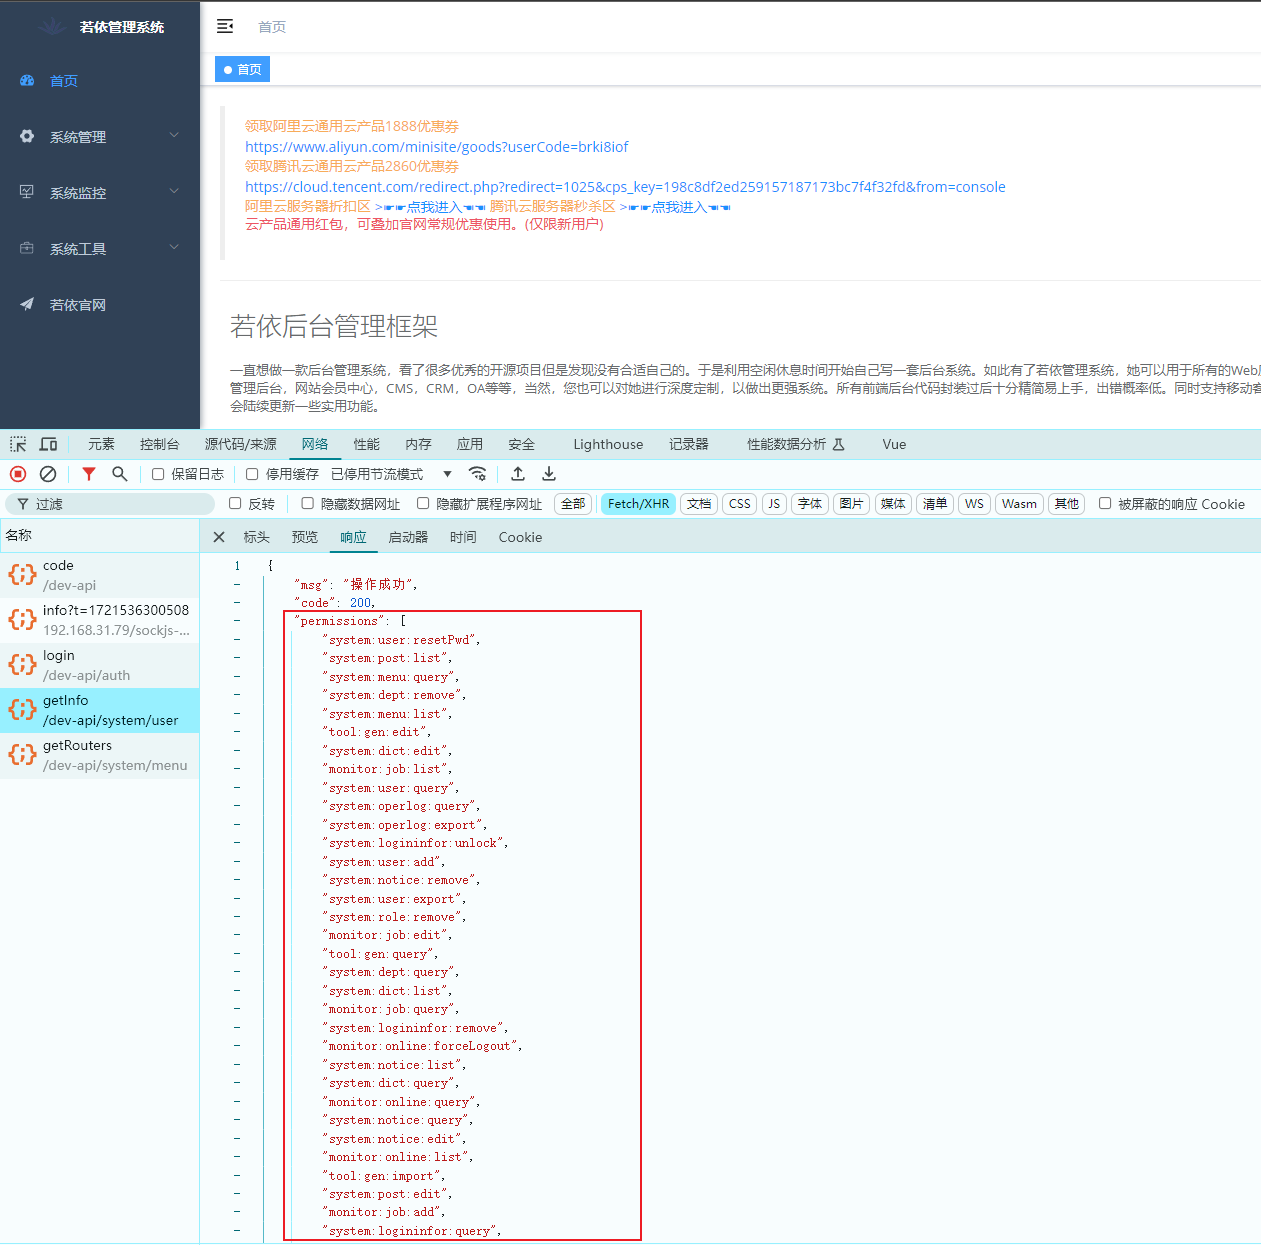 若依管理系统
首页
系统管理
系统监控
系统工具
若依官网
首页
首页
领取阿里云通用云产品1888优惠券
https://www.aliyun.com/minisite/goods?userCode=brki8iof
领取腾讯云通用云产品2860优惠券
https://cloud.tencent.com/redirect.php?redirect=1025&cps_key=198c8df2ed259157187173bc7f4f32fd&from=console
阿里云服务器折扣区 >☛☛点我进入☚☚ 腾讯云服务器秒杀区 >☛☛点我进入☚☚
云产品通用红包，可叠加官网常规优惠使用。(仅限新用户)
若依后台管理框架
一直想做一款后台管理系统，看了很多优秀的开源项目但是发现没有合适自己的。于是利用空闲休息时间开始自己写一套后台系统。如此有了若依管理系统，她可以用于所有的Web
管理后台，网站会员中心，CMS，CRM，OA等等，当然，您也可以对她进行深度定制，以做出更强系统。所有前端后台代码封装过后十分精简易上手，出错概率低。同时支持移动
会陆续更新一些实用功能。
元素 控制台 源代码/来源 网络 性能 内存 应用 安全 Lighthouse 记录器 性能数据分析 Vue
保留日志 停用缓存 已停用节流模式
过滤 反转 隐藏数据网址 隐藏扩展程序网址 全部 Fetch/XHR 文档 CSS JS 字体 图片 媒体 清单 WS Wasm 其他 被屏蔽的响应 Cookie
名称
code
/dev-api
info?t=1721536300508
192.168.31.79/sockjs-...
login
/dev-api/auth
getInfo
/dev-api/system/user
getRouters
/dev-api/system/menu
标头 预览 响应 启动器 时间 Cookie
1 {
- "msg": "操作成功",
- "code": 200,
- "permissions": [
- "system:user:resetPwd",
- "system:post:list",
- "system:menu:query",
- "system:dept:remove",
- "system:menu:list",
- "tool:gen:edit",
- "system:dict:edit",
- "monitor:job:list",
- "system:user:query",
- "system:operlog:query",
- "system:operlog:export",
- "system:logininfor:unlock",
- "system:user:add",
- "system:notice:remove",
- "system:user:export",
- "system:role:remove",
- "monitor:job:edit",
- "tool:gen:query",
- "system:dept:query",
- "system:dict:list",
- "monitor:job:query",
- "system:logininfor:remove",
- "monitor:online:forceLogout",
- "system:notice:list",
- "system:dict:query",
- "monitor:online:query",
- "system:notice:query",
- "system:notice:edit",
- "monitor:online:list",
- "tool:gen:import",
- "system:post:edit",
- "monitor:job:add",
- "system:logininfor:query",